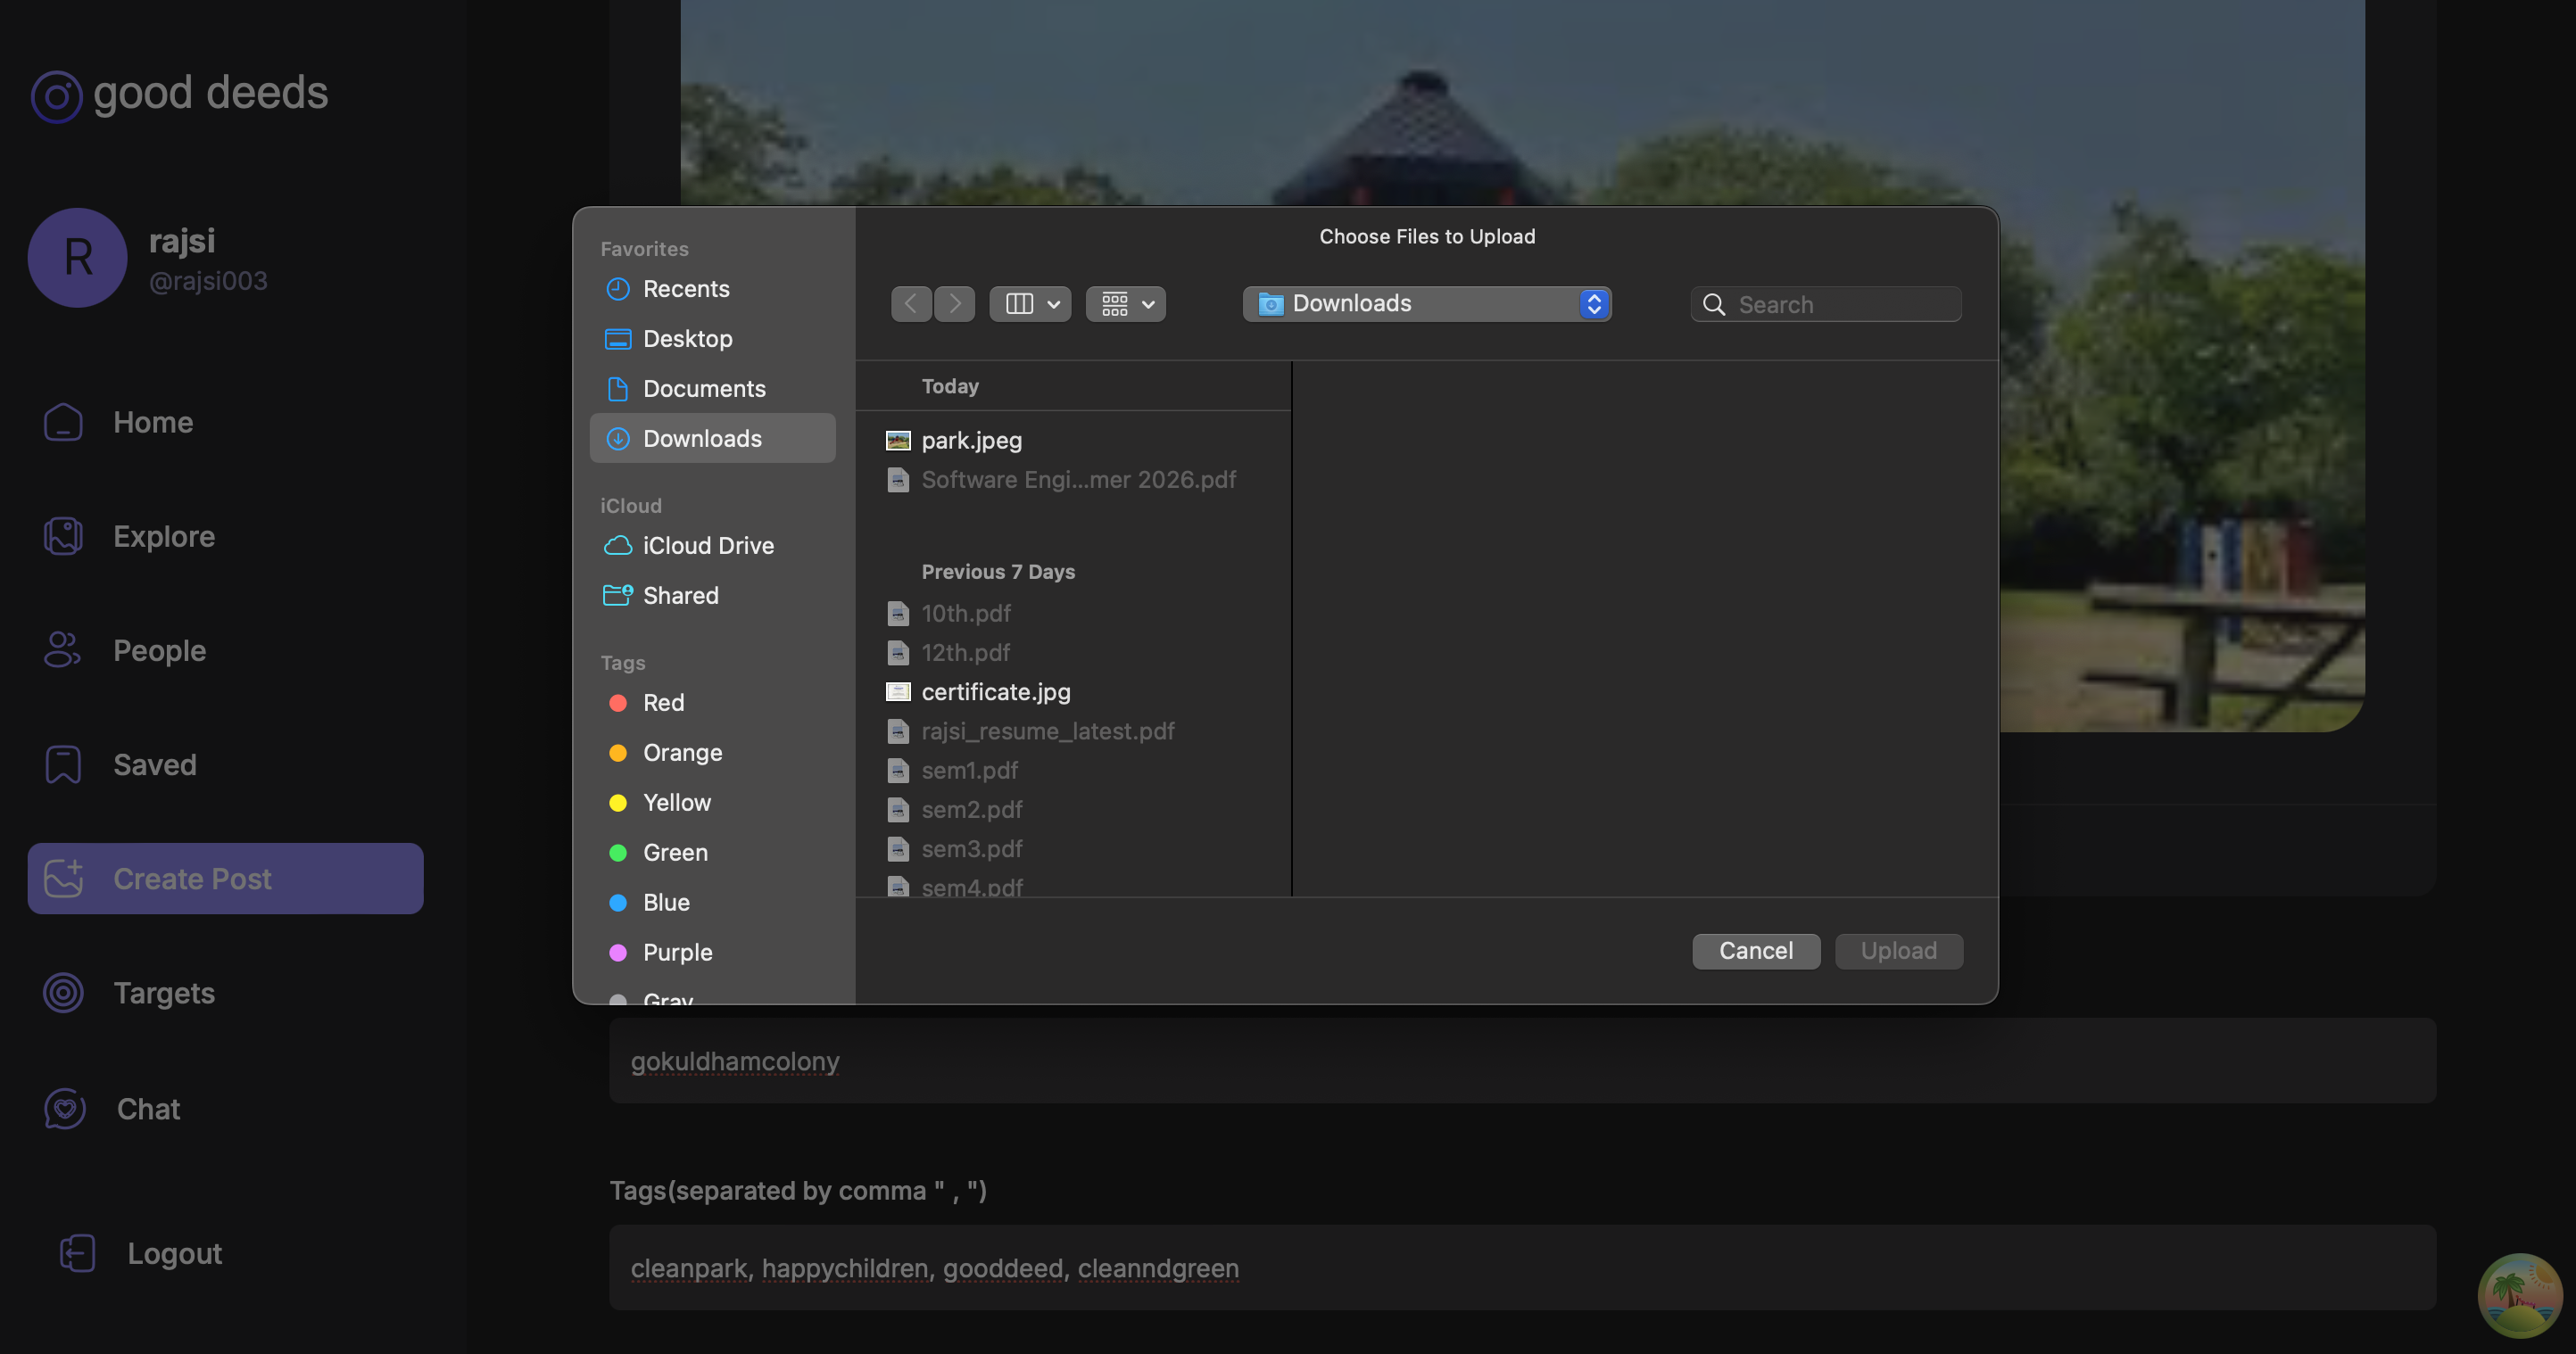 good deeds
R
rajsi
@rajsi003
Home
Explore
People
Saved
Create Post
Targets
Chat
Logout
Choose Files to Upload
Favorites
Recents
Desktop
Documents
Downloads
iCloud
iCloud Drive
Shared
Tags
Red
Orange
Yellow
Green
Blue
Purple
Gray
Downloads
Search
Today
park.jpeg
Software Engi...mer 2026.pdf
Previous 7 Days
10th.pdf
12th.pdf
certificate.jpg
rajsi_resume_latest.pdf
sem1.pdf
sem2.pdf
sem3.pdf
sem4.pdf
Cancel
Upload
gokuldhamcolony
Tags(separated by comma " , ")
cleanpark, happychildren, gooddeed, cleanndgreen